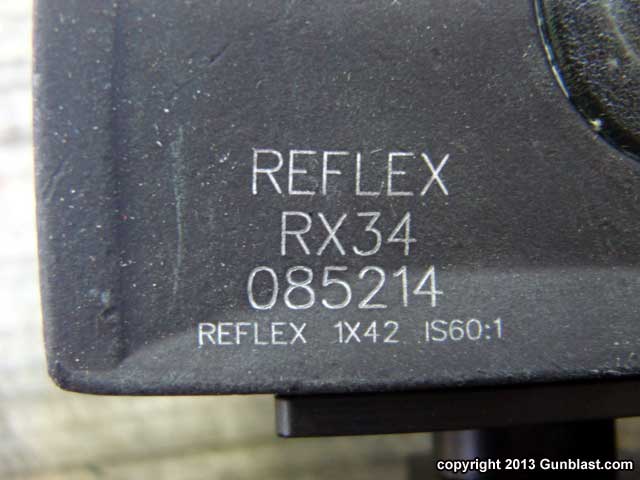 REFLEX
RX34
085214
REFLEX 1X42 IS60:1
copyright 2013 Gunblast.com